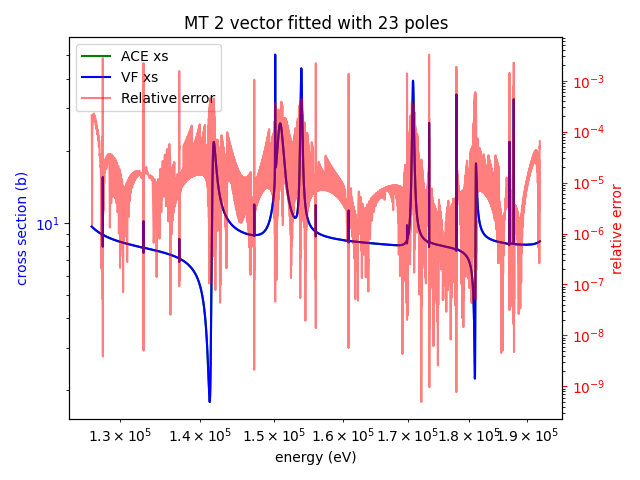 MT 2 vector fitted with 23 poles
ACE xs
VF xs
Relative error
cross section (b)
10¹
10⁻³
10⁻⁴
10⁻⁵
10⁻⁶
10⁻⁷
10⁻⁸
10⁻⁹
relative error
1.3 × 10⁵ 1.4 × 10⁵ 1.5 × 10⁵ 1.6 × 10⁵ 1.7 × 10⁵ 1.8 × 10⁵ 1.9 × 10⁵
energy (eV)